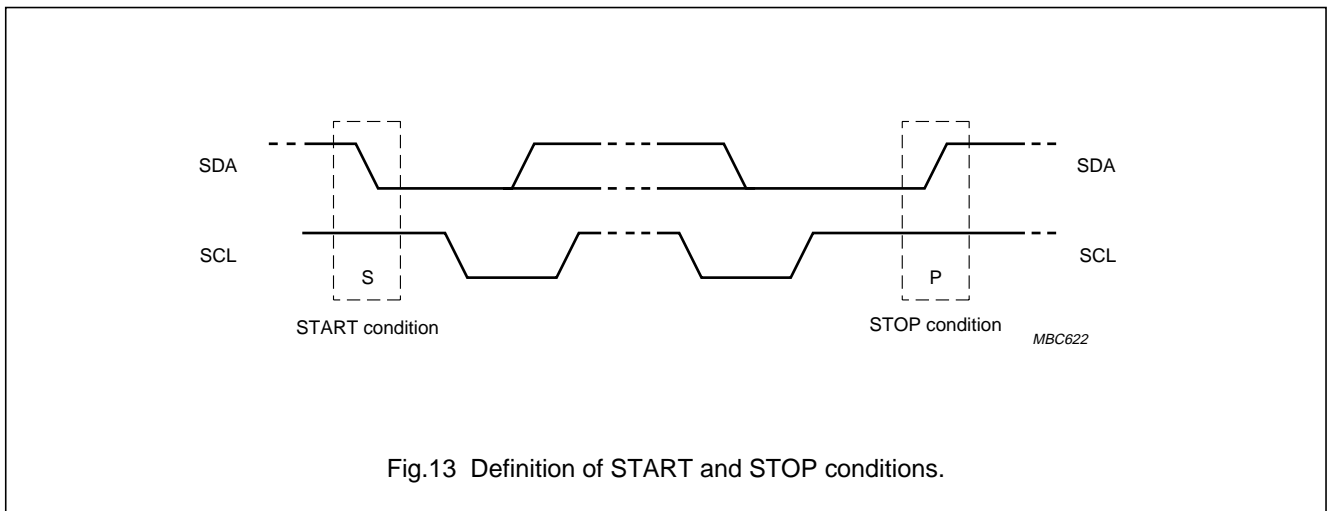 SDA
SDA
SCL
SCL
S
P
START condition
STOP condition
MBC622
Fig.13 Definition of START and STOP conditions.